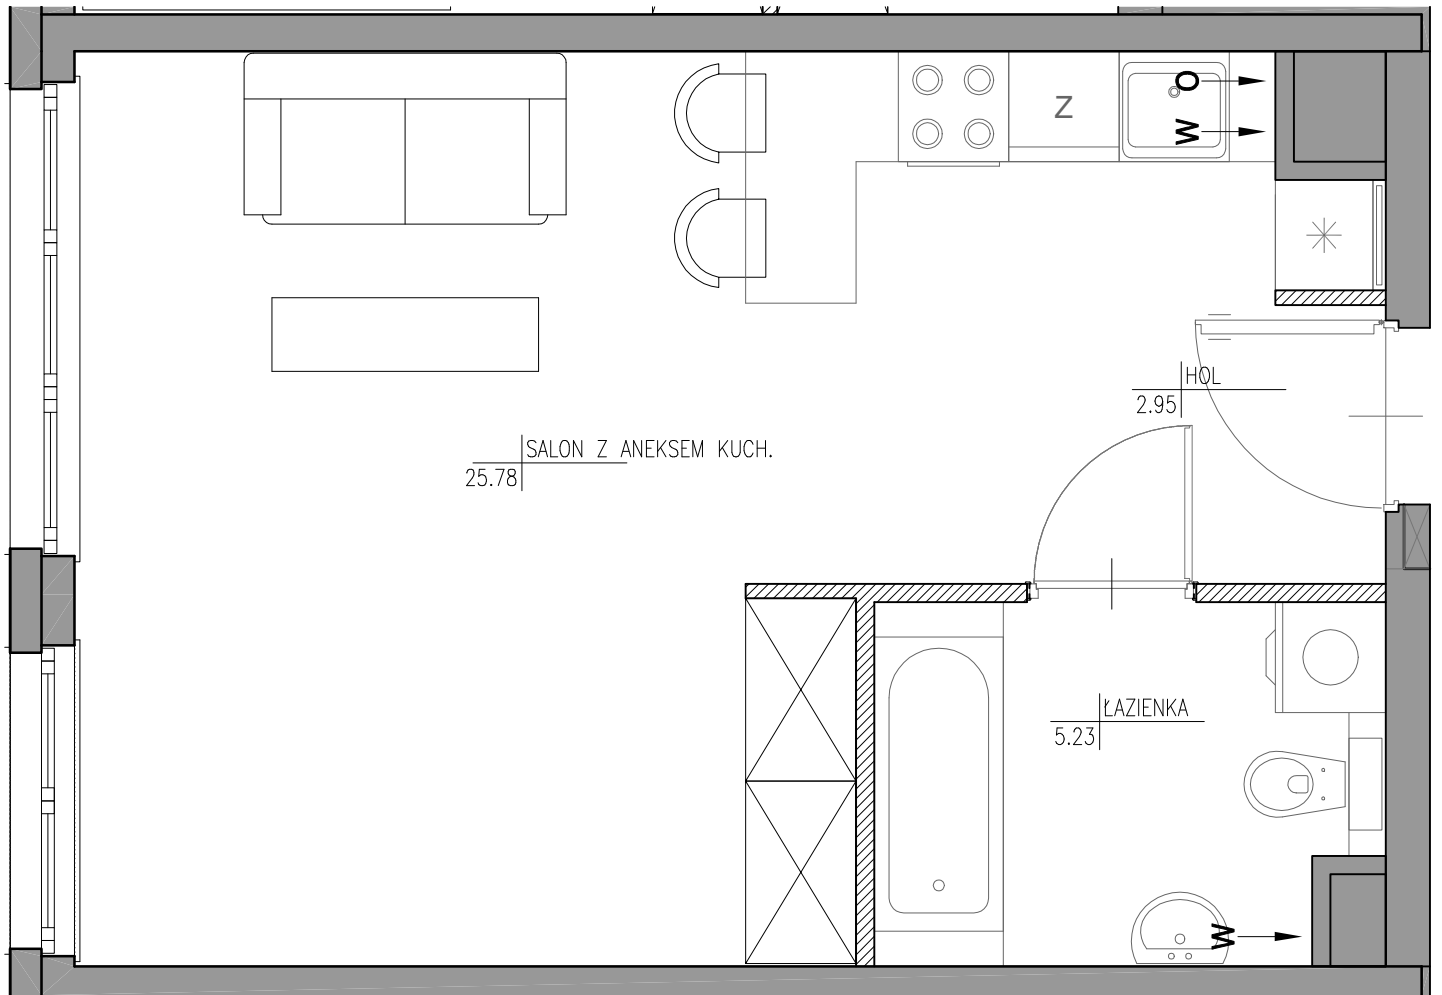 O
Z
W
HOL
2.95
SALON Z ANEKSEM KUCH.
25.78
ŁAZIENKA
5.23
W